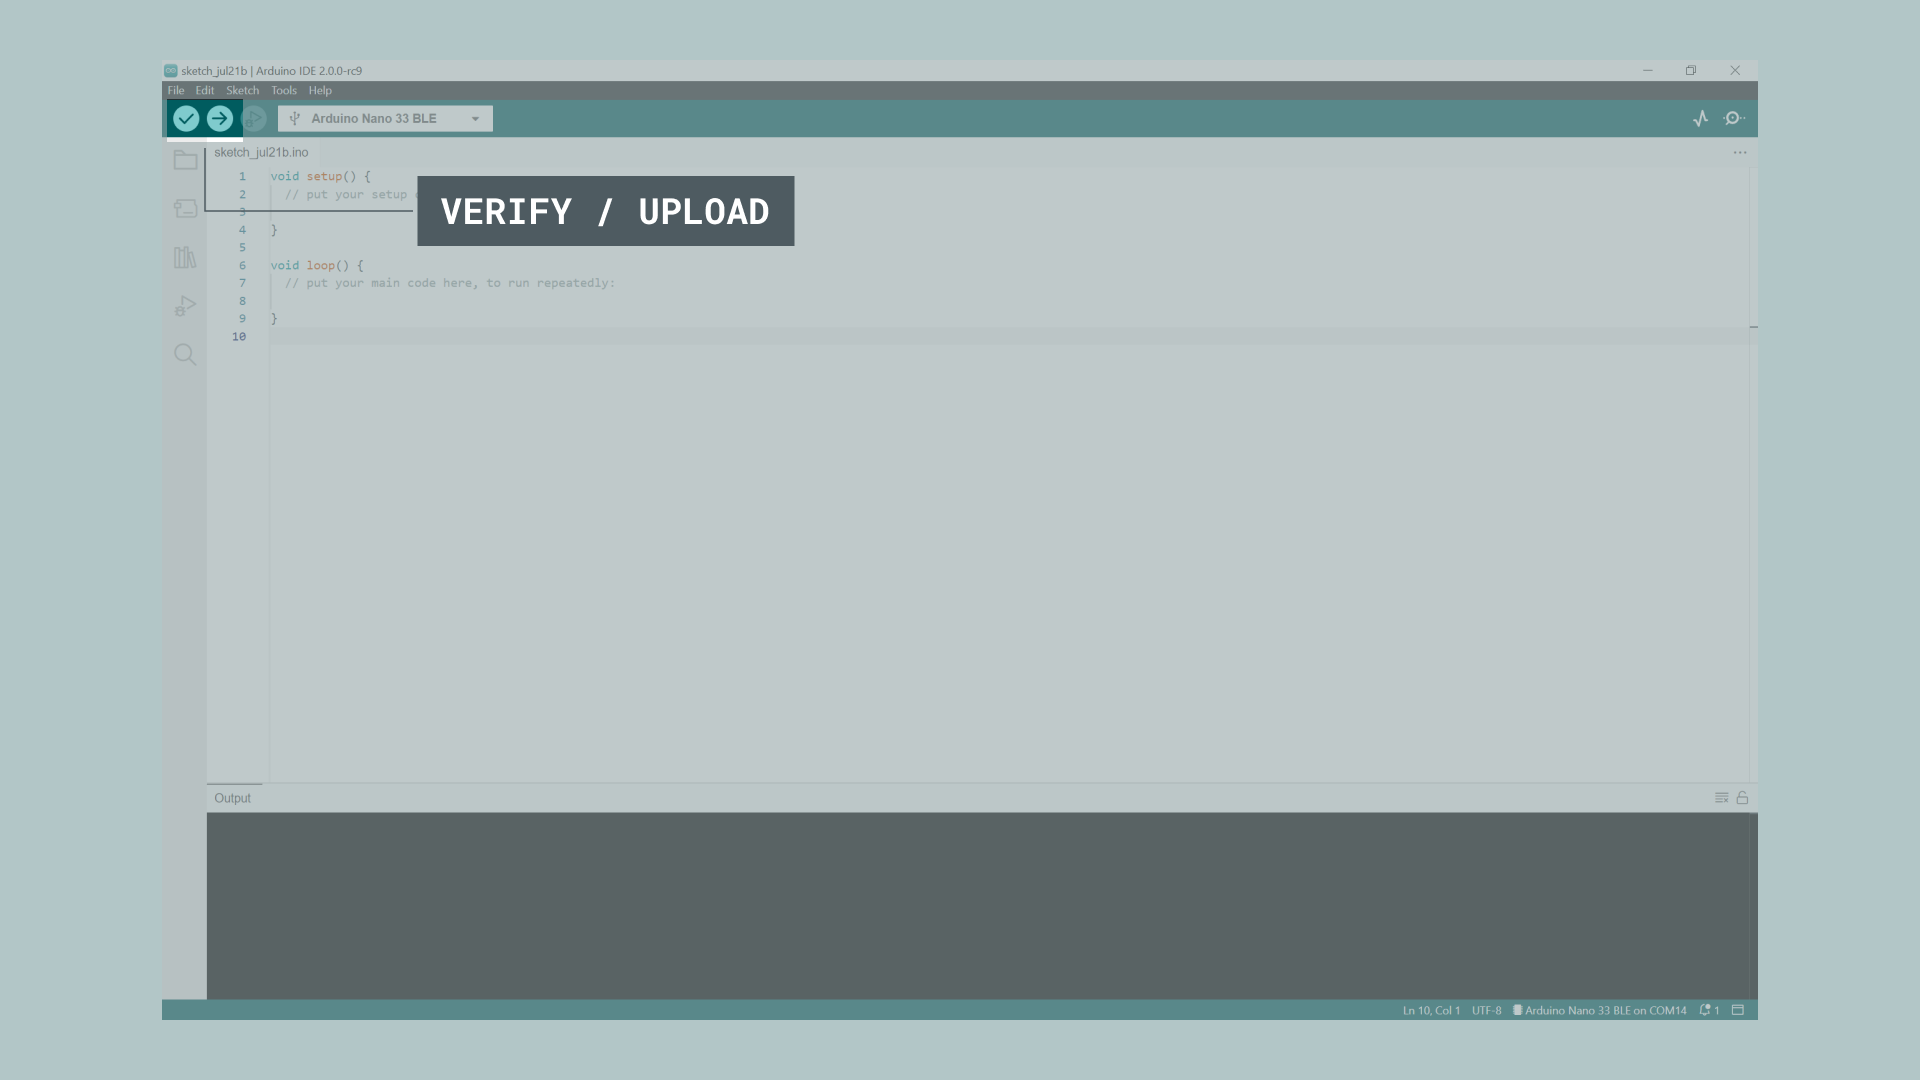 sketch_jul21b | Arduino IDE 2.0.0-rc9
File Edit Sketch Tools Help
Arduino Nano 33 BLE
sketch_jul21b.ino
1 void setup() {
2 // put your setup
VERIFY / UPLOAD
3
4 }
5
6 void loop() {
7 // put your main code here, to run repeatedly:
8
9 }
10
Output
Ln 10, Col 1 UTF-8 Arduino Nano 33 BLE on COM14 1